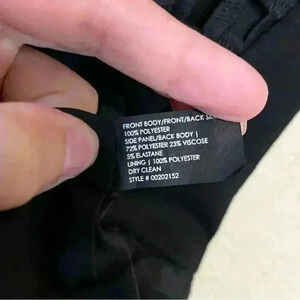 FRONT BODY/FRONT/BACK
100% POLYESTER
SIDE PANEL/BACK BODY |
72% POLYESTER 23% VISCOSE
5% ELASTANE
LINING | 100% POLYESTER
DRY CLEAN
STYLE # 00202152